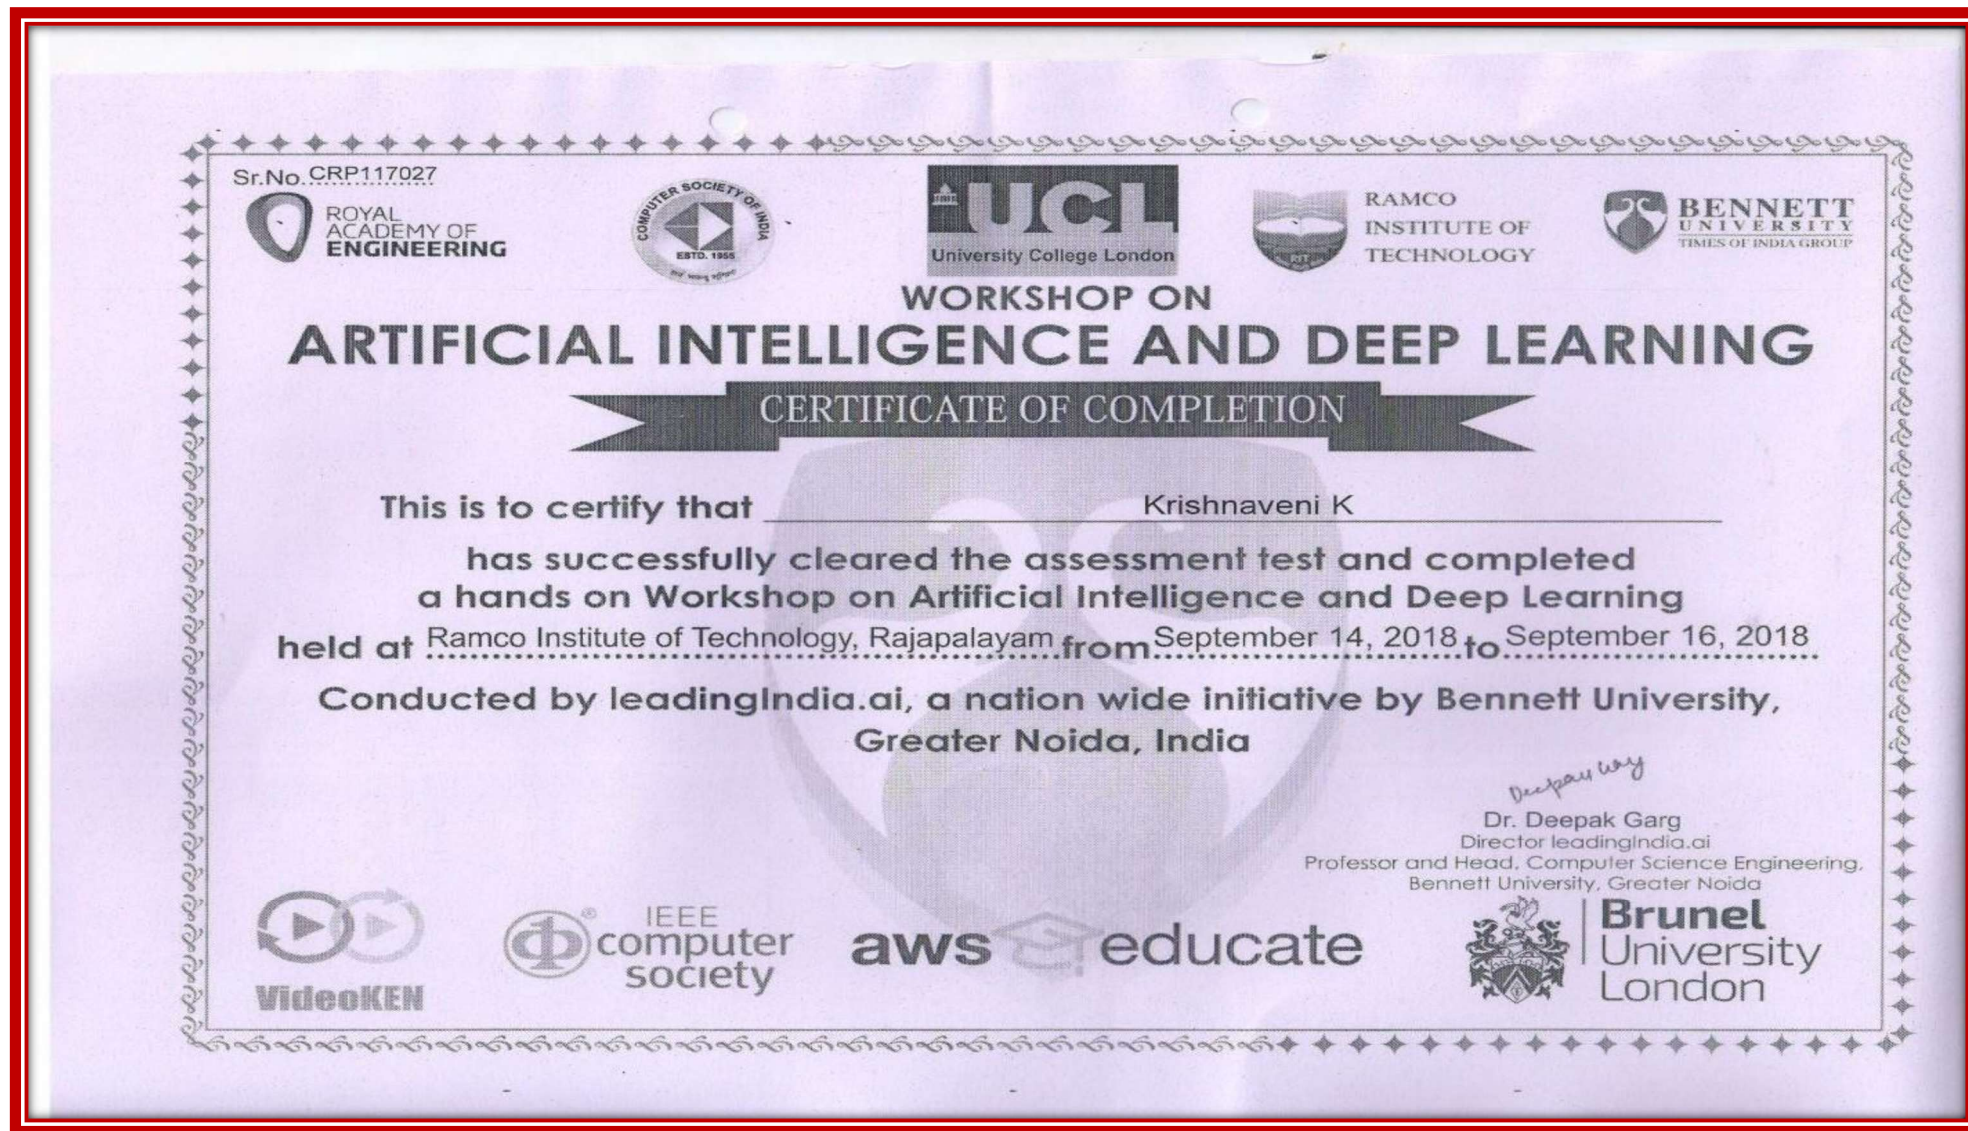 Sr.No. CRP117027
ROYAL
ACADEMY OF
ENGINEERING
COMPUTER SOCIETY OF INDIA
ESTD. 1955
UCL
University College London
RAMCO
INSTITUTE OF
TECHNOLOGY
RIT
BENNETT
UNIVERSITY
TIMES OF INDIA GROUP
WORKSHOP ON
ARTIFICIAL INTELLIGENCE AND DEEP LEARNING
CERTIFICATE OF COMPLETION
This is to certify that Krishnaveni K
has successfully cleared the assessment test and completed
a hands on Workshop on Artificial Intelligence and Deep Learning
held at Ramco Institute of Technology, Rajapalayam from September 14, 2018 to September 16, 2018
Conducted by leadingIndia.ai, a nation wide initiative by Bennett University,
Greater Noida, India
Dr. Deepak Garg
Director leadingIndia.ai
Professor and Head, Computer Science Engineering,
Bennett University, Greater Noida
VideoKEN
IEEE
computer
society
aws educate
Brunel
University
London